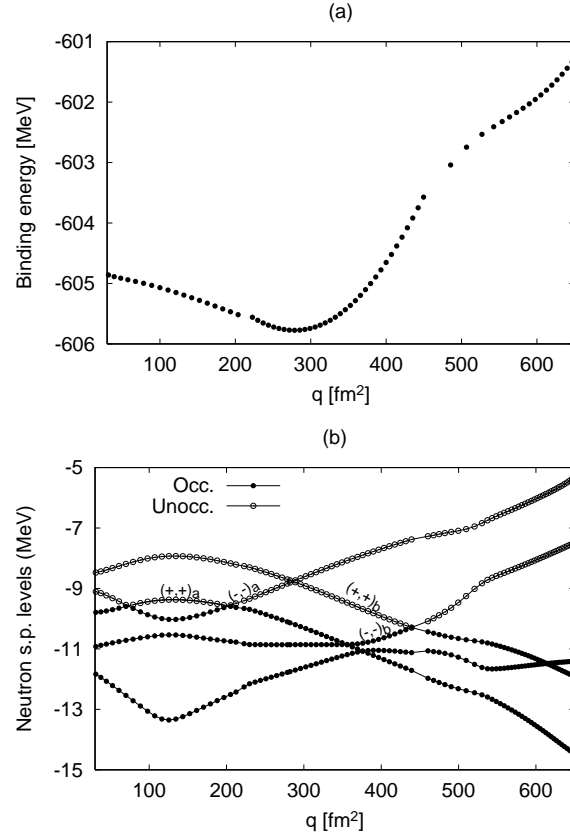 (a)
Binding energy [MeV]
-601
-602
-603
-604
-605
-606
100 200 300 400 500 600
q [fm²]
(b)
Neutron s.p. levels (MeV)
-5
-7
-9
-11
-13
-15
Occ.
Unocc.
(+,+)a
(-,-)a
(+,+)b
(-,-)b
100 200 300 400 500 600
q [fm²]